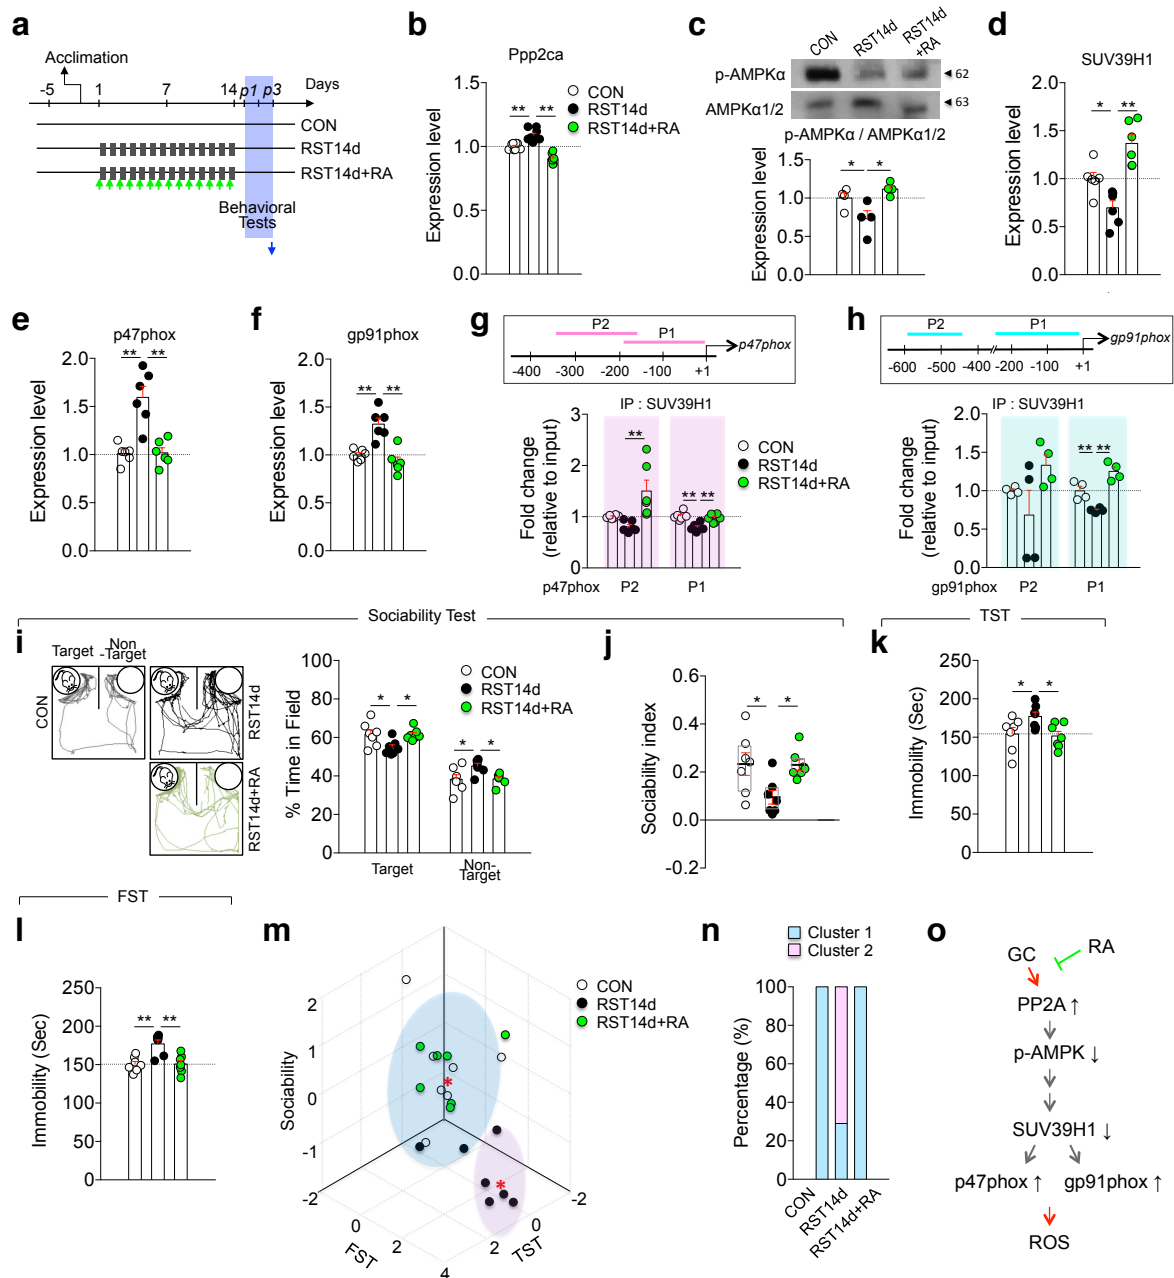 a
Acclimation
-5 1 7 14 p1 p3 Days
CON
RST14d
RST14d+RA
Behavioral
Tests
b
Ppp2ca
Expression level
1.5
1.0
0.5
0.0
** **
CON
RST14d
RST14d+RA
c
CON RST14d RST14d
+RA
p-AMPKα 62
AMPKα1/2 63
p-AMPKα / AMPKα1/2
Expression level
1.5
1.0
0.5
0.0
* *
d
SUV39H1
Expression level
2.0
1.5
1.0
0.5
0.0
* **
e
p47phox
Expression level
2.0
1.5
1.0
0.5
0.0
** **
f
gp91phox
Expression level
2.0
1.5
1.0
0.5
0.0
** **
g
P2
P1
p47phox
-400 -300 -200 -100 +1
IP : SUV39H1
Fold change
(relative to input)
3
2
1
0
**
** **
CON
RST14d
RST14d+RA
p47phox P2 P1
h
P2 P1
gp91phox
-600 -500 -200 -100 +1
IP : SUV39H1
Fold change
(relative to input)
2.0
1.5
1.0
0.5
0.0
** **
gp91phox P2 P1
Sociability Test
i
Target Non
-Target
CON
RST14d
RST14d+RA
% Time in Field
100
80
60
40
20
0
* *
* *
CON
RST14d
RST14d+RA
Target Non-
Target
j
Sociability index
0.6
0.4
0.2
0.0
-0.2
* *
TST
k
Immobility (Sec)
250
200
150
100
50
0
* *
FST
l
Immobility (Sec)
250
200
150
100
50
0
** **
m
Sociability
2
1
0
-1
-2
0
2
4
FST
2
0
-2
TST
* *
CON
RST14d
RST14d+RA
n
Cluster 1
Cluster 2
Percentage (%)
100
80
60
40
20
0
CON
RST14d
RST14d+RA
o
GC RA
PP2A ↑
p-AMPK ↓
SUV39H1 ↓
p47phox ↑ gp91phox ↑
ROS